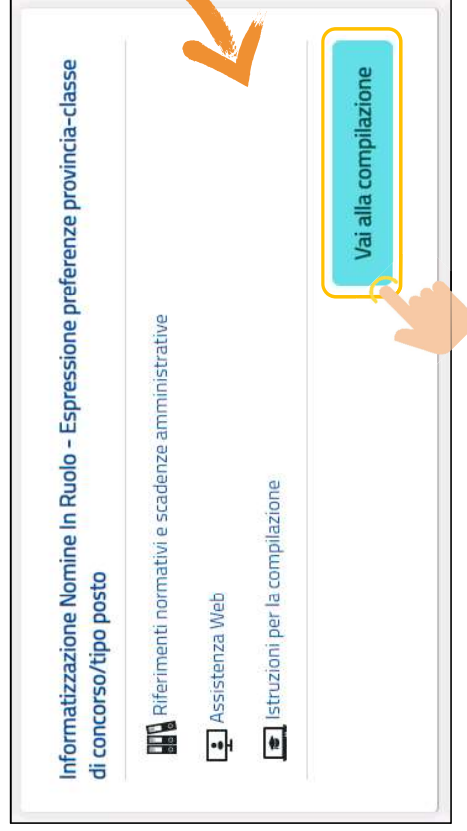 Informatizzazione Nomine In Ruolo - Espressione preferenze provincia-classe
di concorso/tipo posto
Riferimenti normativi e scadenze amministrative
Assistenza Web
Istruzioni per la compilazione
Vai alla compilazione